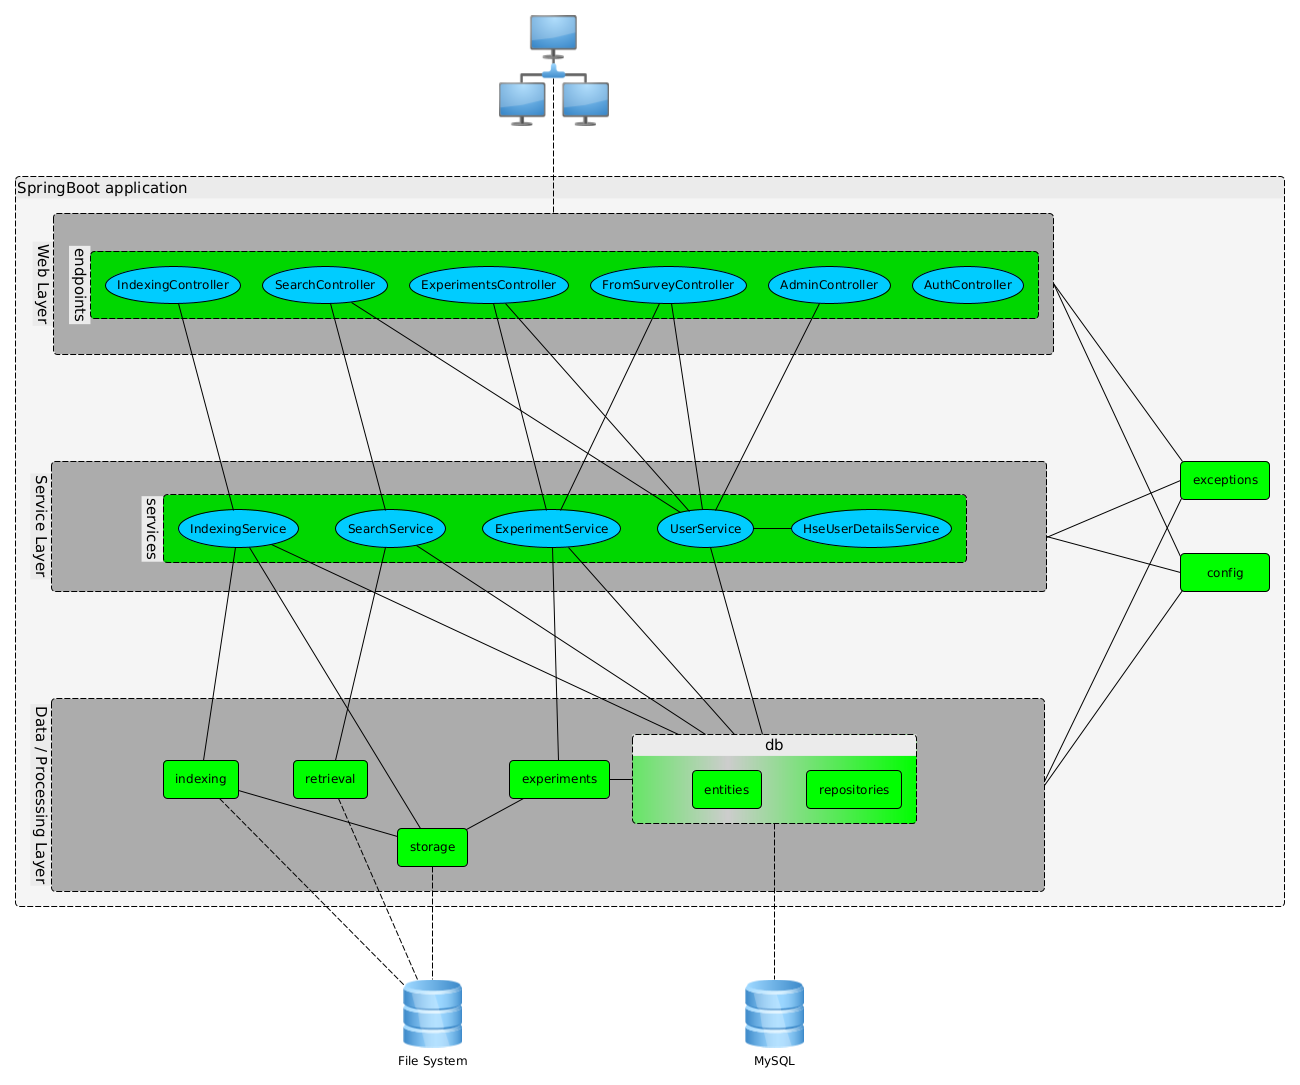 SpringBoot application
Web Layer
endpoints
IndexingController
SearchController
ExperimentsController
FromSurveyController
AdminController
AuthController
Service Layer
services
IndexingService
SearchService
ExperimentService
UserService
HseUserDetailsService
exceptions
config
Data / Processing Layer
indexing
retrieval
experiments
storage
db
entities
repositories
File System
MySQL